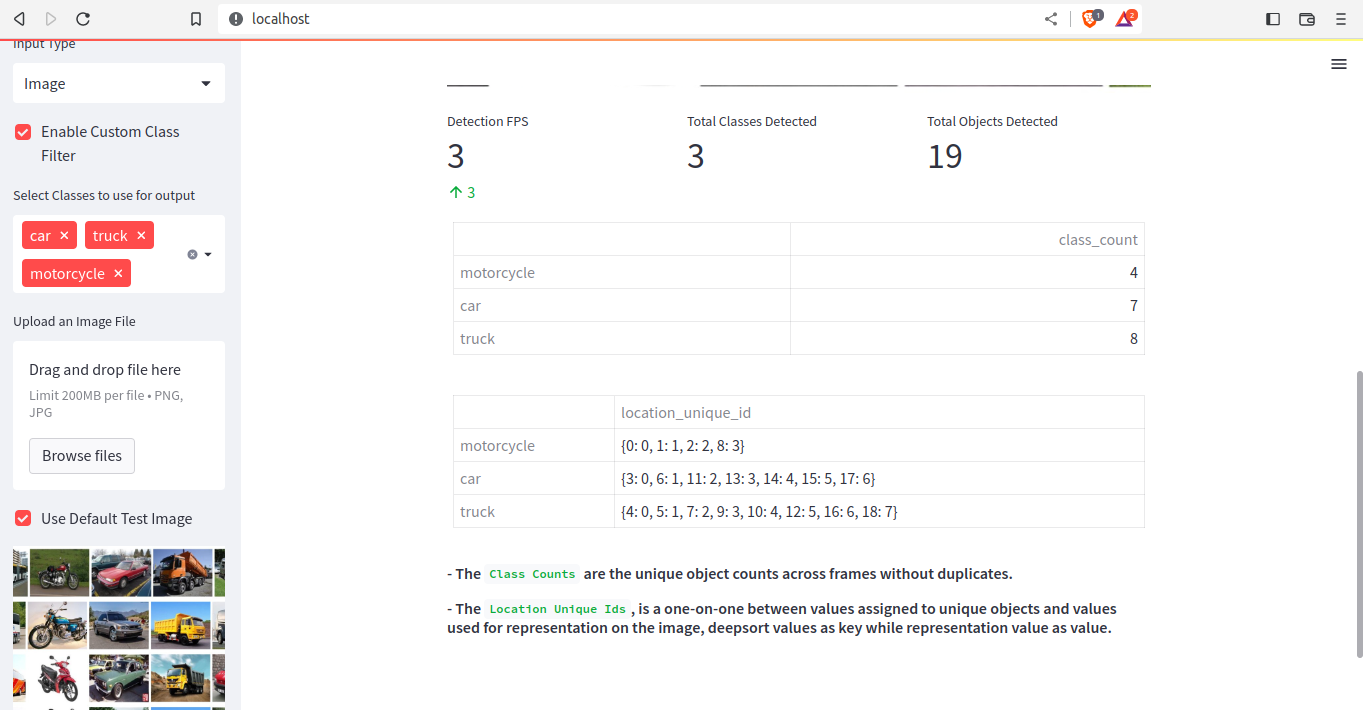 localhost
1
2
Input Type
Image
Enable Custom Class
Filter
Select Classes to use for output
car
truck
motorcycle
Upload an Image File
Drag and drop file here
Limit 200MB per file • PNG,
JPG
Browse files
Use Default Test Image
Detection FPS
3
3
Total Classes Detected
3
Total Objects Detected
19
class_count
motorcycle 4
car 7
truck 8
location_unique_id
motorcycle {0: 0, 1: 1, 2: 2, 8: 3}
car {3: 0, 6: 1, 11: 2, 13: 3, 14: 4, 15: 5, 17: 6}
truck {4: 0, 5: 1, 7: 2, 9: 3, 10: 4, 12: 5, 16: 6, 18: 7}
- The Class Counts are the unique object counts across frames without duplicates.
- The Location Unique Ids , is a one-on-one between values assigned to unique objects and values
used for representation on the image, deepsort values as key while representation value as value.